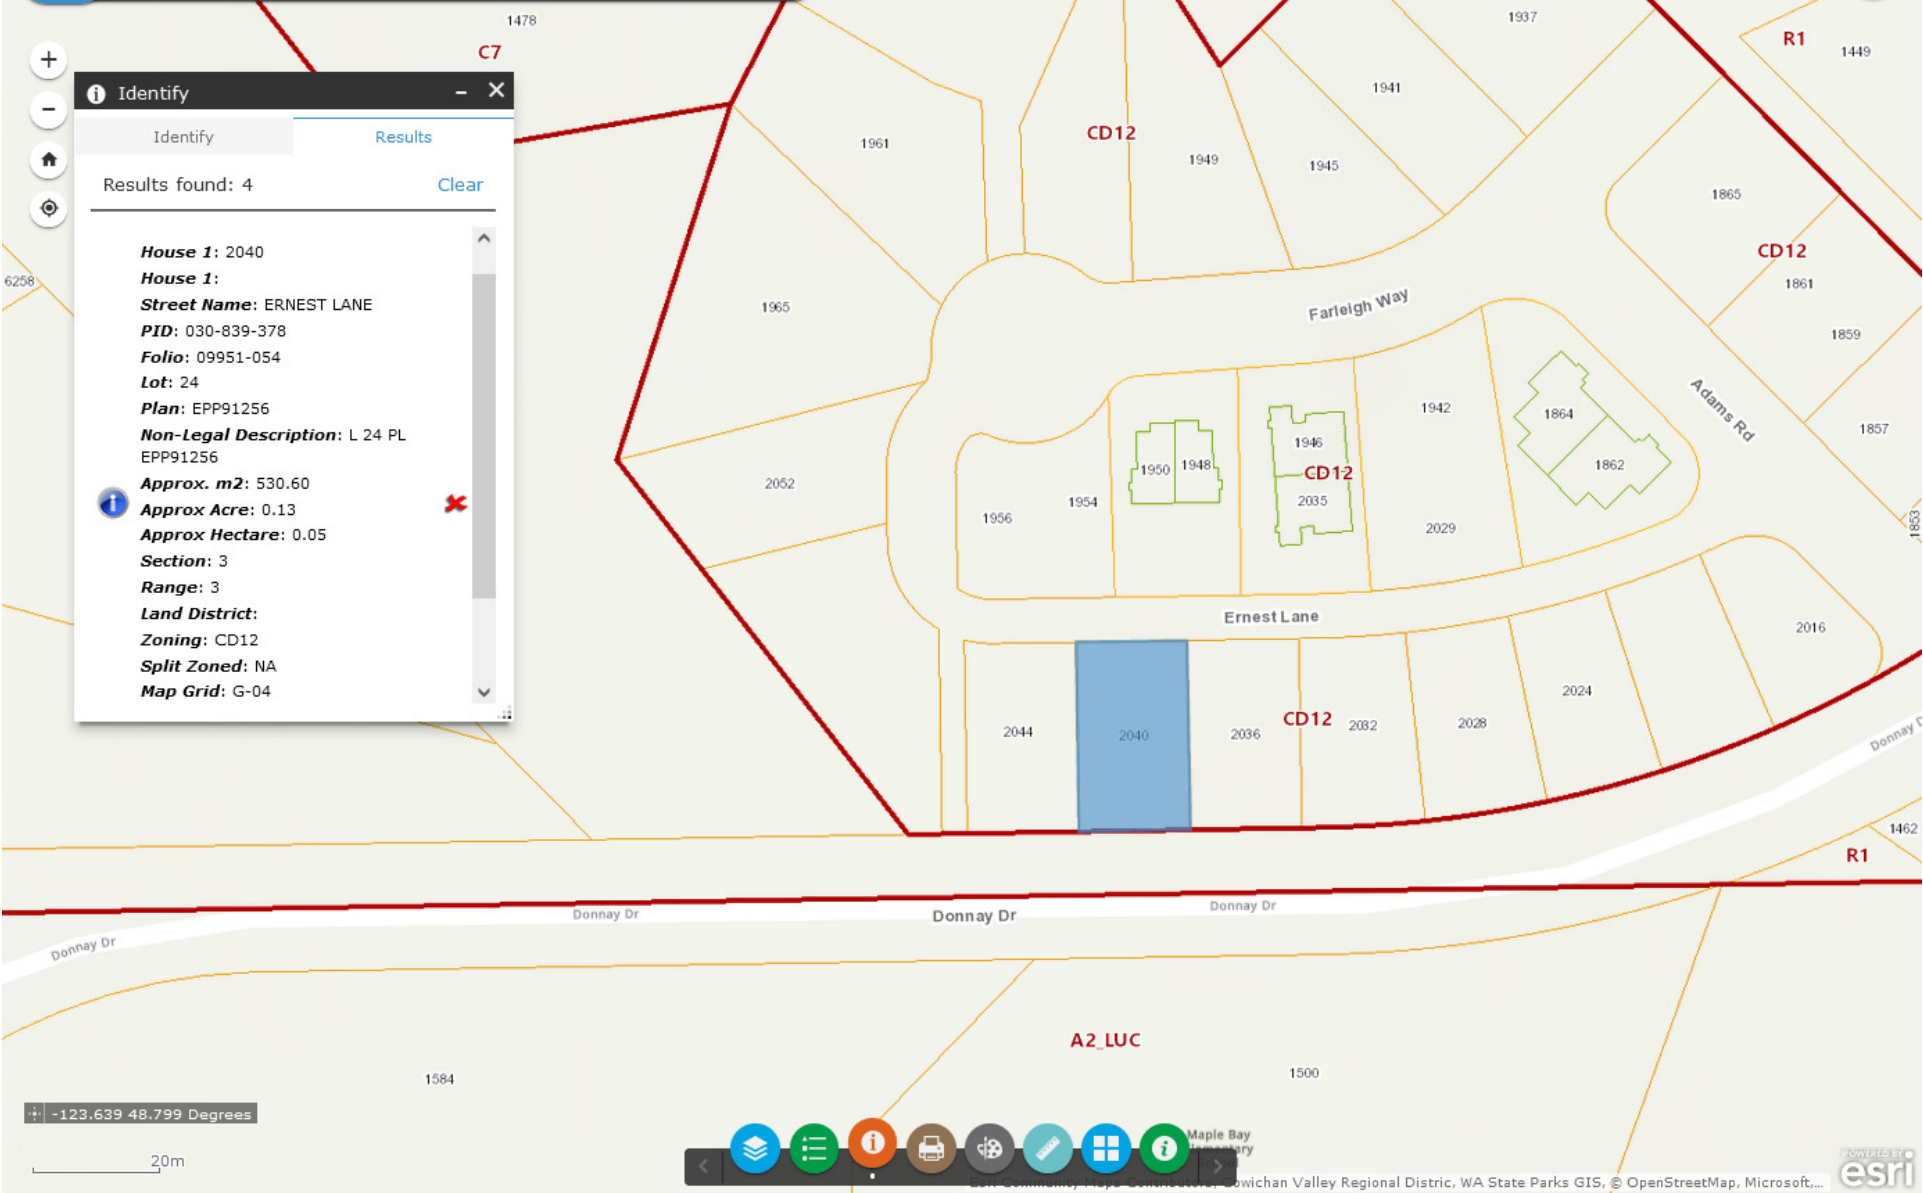 1478
C7
1937
R1
1449
Identify
Identify
Results
Results found: 4
Clear
House 1: 2040
House 1:
Street Name: ERNEST LANE
PID: 030-839-378
Folio: 09951-054
Lot: 24
Plan: EPP91256
Non-Legal Description: L 24 PL
EPP91256
Approx. m2: 530.60
Approx Acre: 0.13
Approx Hectare: 0.05
Section: 3
Range: 3
Land District:
Zoning: CD12
Split Zoned: NA
Map Grid: G-04
6258
1961
CD12
1949
1941
1945
1865
CD12
1861
1859
1857
1853
1965
Farleigh Way
Adams Rd
2052
1956
1954
1950
1948
1946
CD12
2035
1942
2029
1864
1862
Ernest Lane
2044
2040
2036
CD12
2032
2028
2024
2016
Donnay D
1462
R1
Donnay Dr
Donnay Dr
Donnay Dr
Donnay Dr
A2_LUC
1584
1500
-123.639 48.799 Degrees
20m
Maple Bay
Esri Community Maps Contributors, Cowichan Valley Regional Distric, WA State Parks GIS, © OpenStreetMap, Microsoft,...
POWERED BY
esri